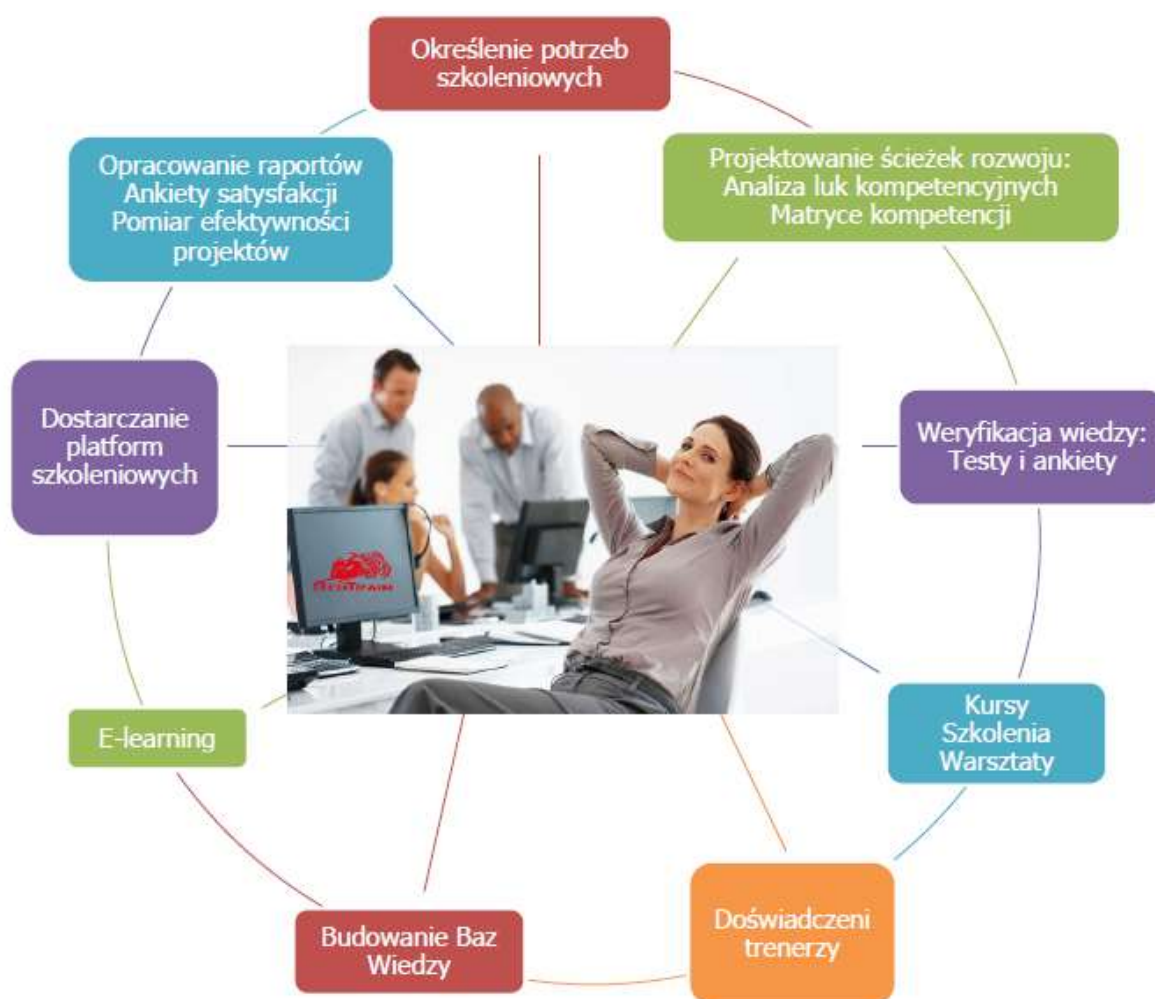 Określenie potrzeb
szkoleniowych
Projektowanie ścieżek rozwoju:
Analiza luk kompetencyjnych
Matryce kompetencji
Weryfikacja wiedzy:
Testy i ankiety
Kursy
Szkolenia
Warsztaty
Doświadczeni
trenerzy
Budowanie Baz
Wiedzy
E-learning
Dostarczanie
platform
szkoleniowych
Opracowanie raportów
Ankiety satysfakcji
Pomiar efektywności
projektów